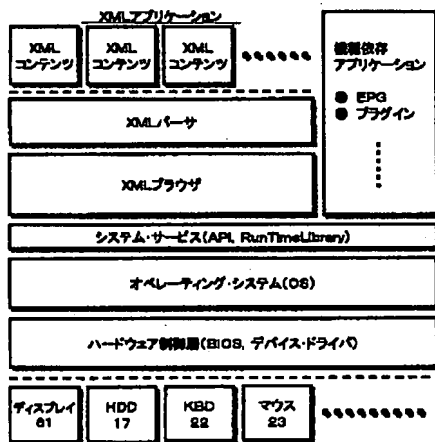 XMLアプリケーション
XML
コンテンツ
XML
コンテンツ
XML
コンテンツ
機種依存
アプリケーション
● EPG
● プラグイン
XMLパーサ
XMLブラウザ
システム・サービス(API, RunTimeLibrary)
オペレーティング・システム(OS)
ハードウェア制御層(BIOS, デバイス・ドライバ)
ディスプレイ
61
HDD
17
KBD
22
マウス
23